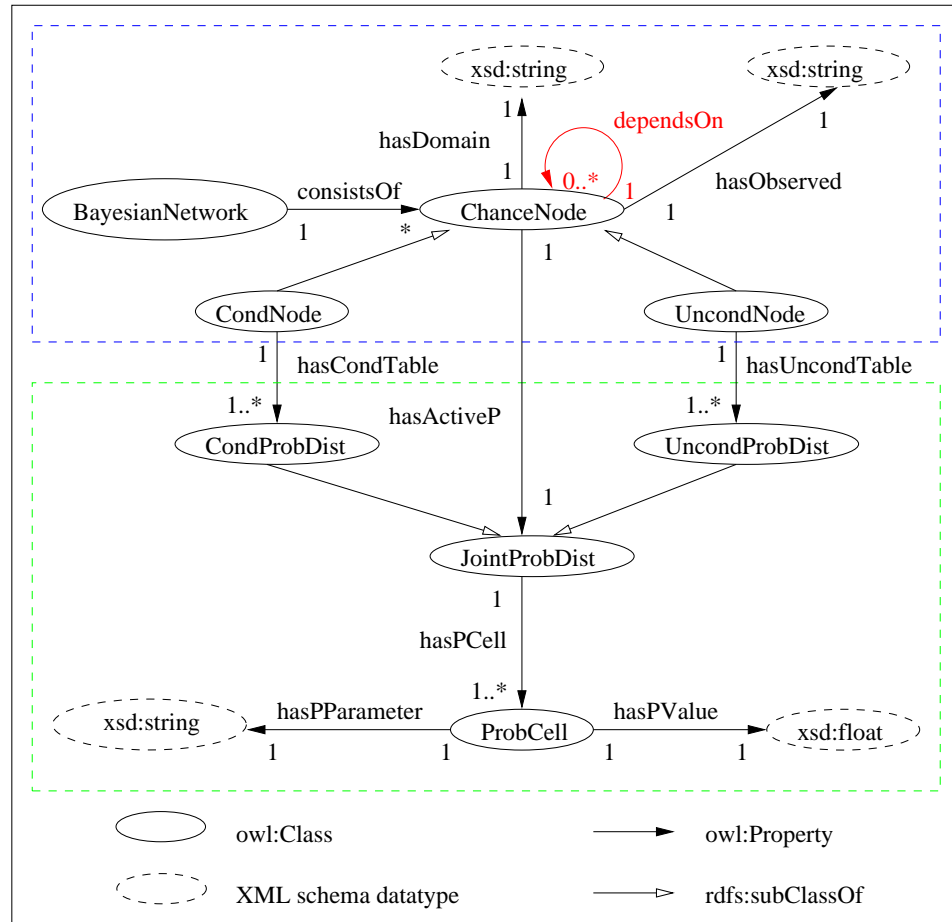 xsd:string
xsd:string
1
1
hasDomain
dependsOn
1
0..*
1
hasObserved
1
BayesianNetwork
consistsOf
1
*
ChanceNode
1
CondNode
UncondNode
1
hasCondTable
1
hasUncondTable
1..*
hasActiveP
1..*
CondProbDist
UncondProbDist
1
JointProbDist
1
hasPCell
1..*
xsd:string
hasPParameter
1
1
ProbCell
hasPValue
1
1
xsd:float
owl:Class
owl:Property
XML schema datatype
rdfs:subClassOf